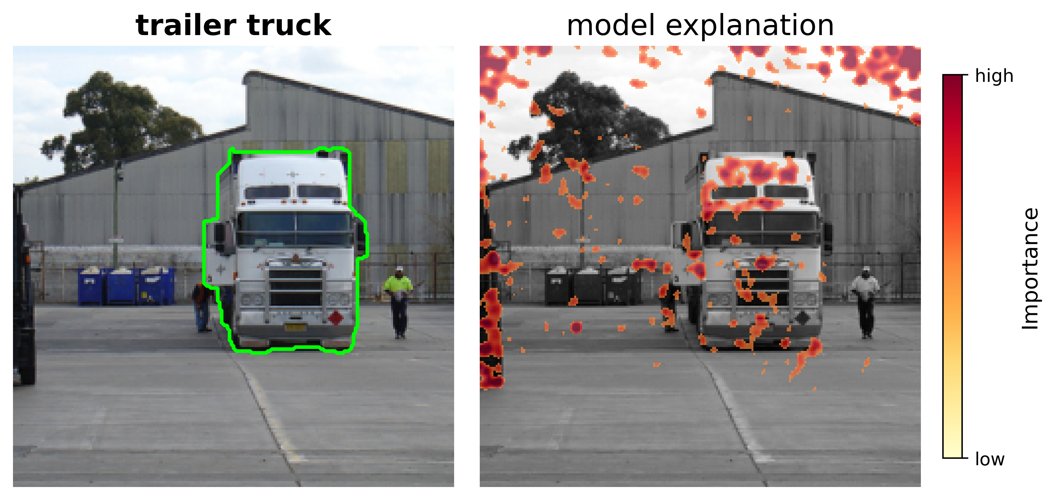 trailer truck
model explanation
high
Importance
low